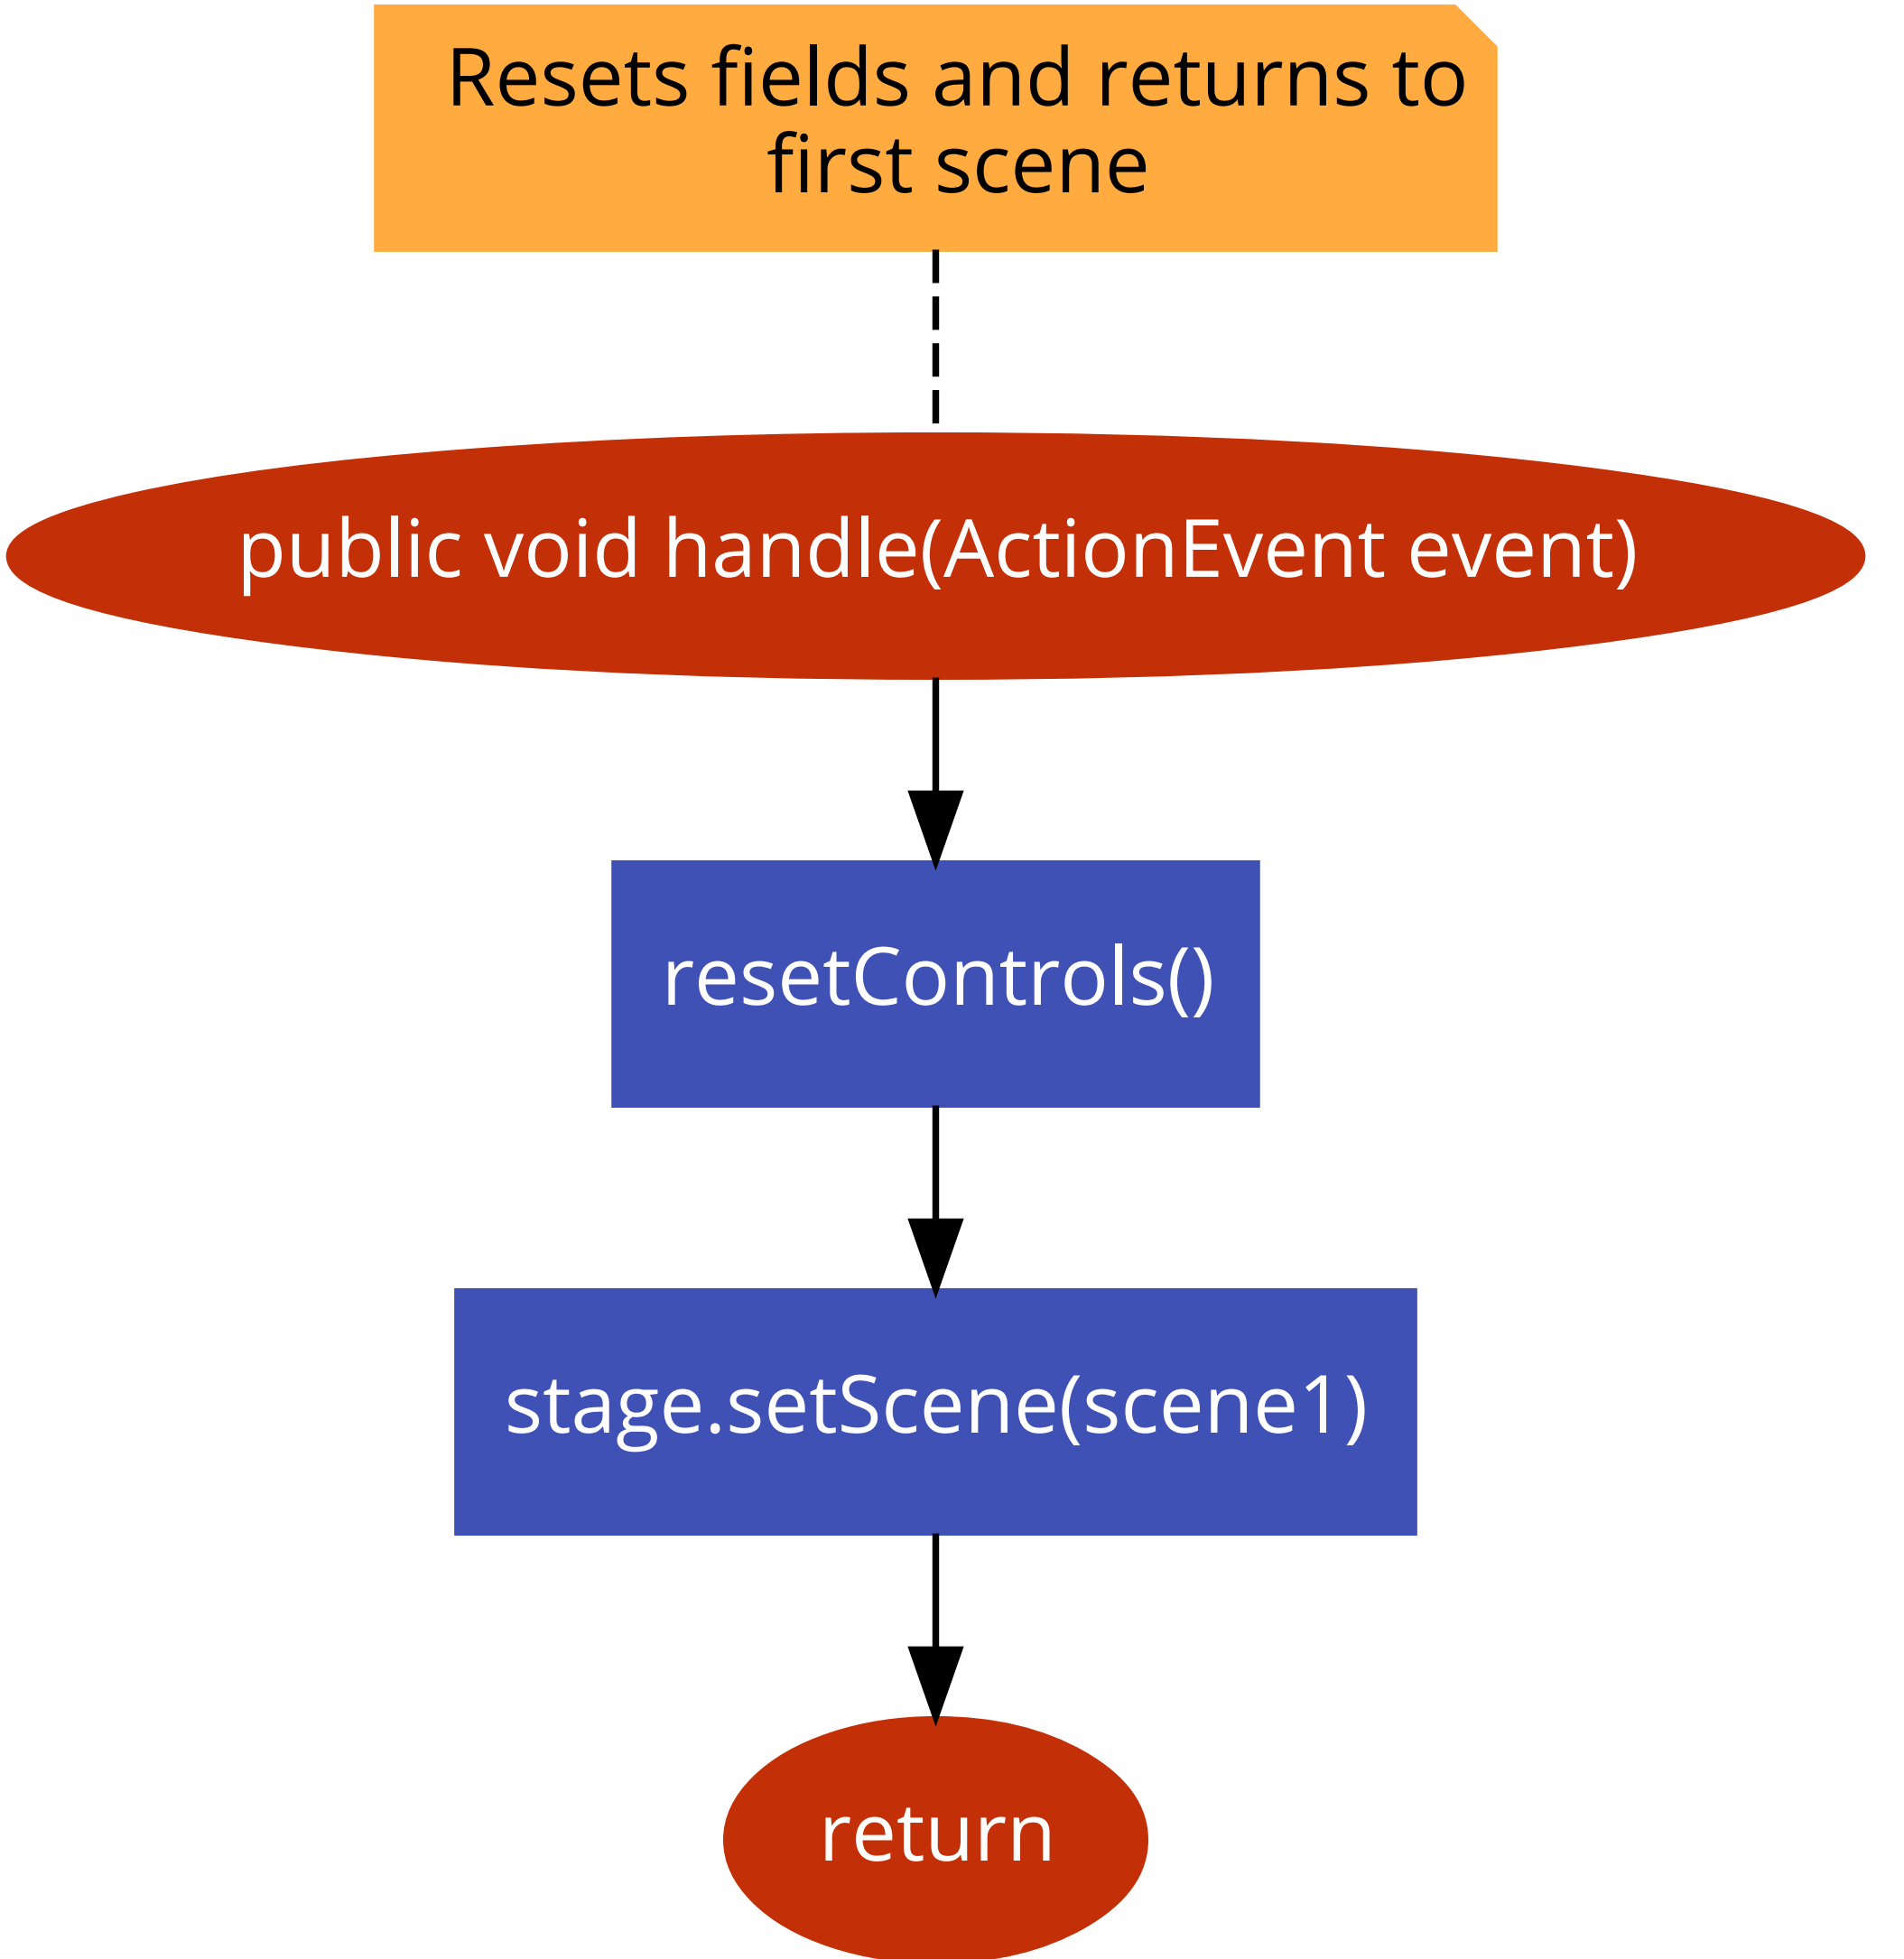 Resets fields and returns to
first scene
public void handle(ActionEvent event)
resetControls()
stage.setScene(scene1)
return